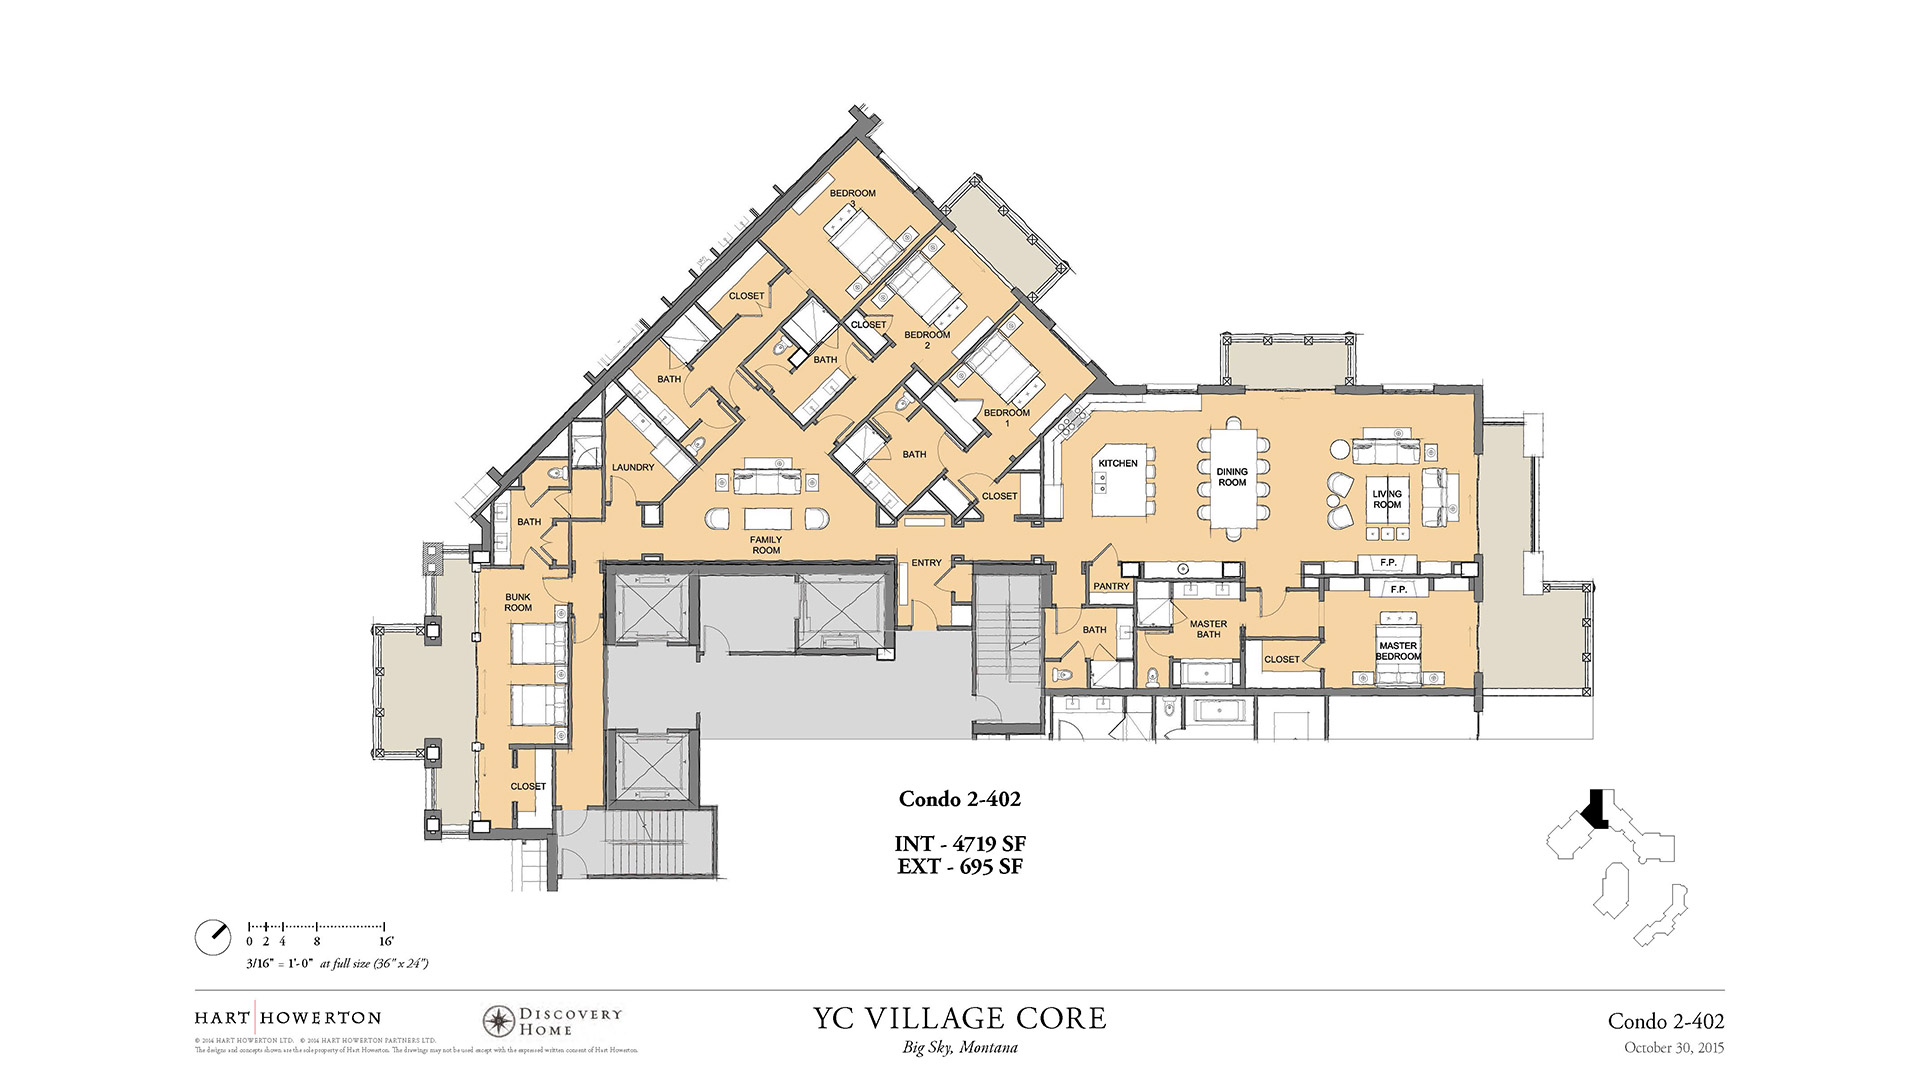 BEDROOM
3
CLOSET
CLOSET
BEDROOM
2
BATH
BATH
BEDROOM
1
BATH
LAUNDRY
CLOSET
KITCHEN
DINING
ROOM
LIVING
ROOM
BATH
FAMILY
ROOM
ENTRY
F.P.
F.P.
PANTRY
BUNK
ROOM
BATH
MASTER
BATH
CLOSET
MASTER
BEDROOM
CLOSET
Condo 2-402
INT - 4719 SF
EXT - 695 SF
0 2 4 8 16'
3/16" = 1'-0" at full size (36" x 24")
HART HOWERTON
© 2014 HART HOWERTON LTD. © 2014 HART HOWERTON PARTNERS LTD.
The designs and concepts shown are the sole property of Hart Howerton. The drawings may not be used except with the expressed written consent of Hart Howerton.
DISCOVERY
HOME
YC VILLAGE CORE
Big Sky, Montana
Condo 2-402
October 30, 2015